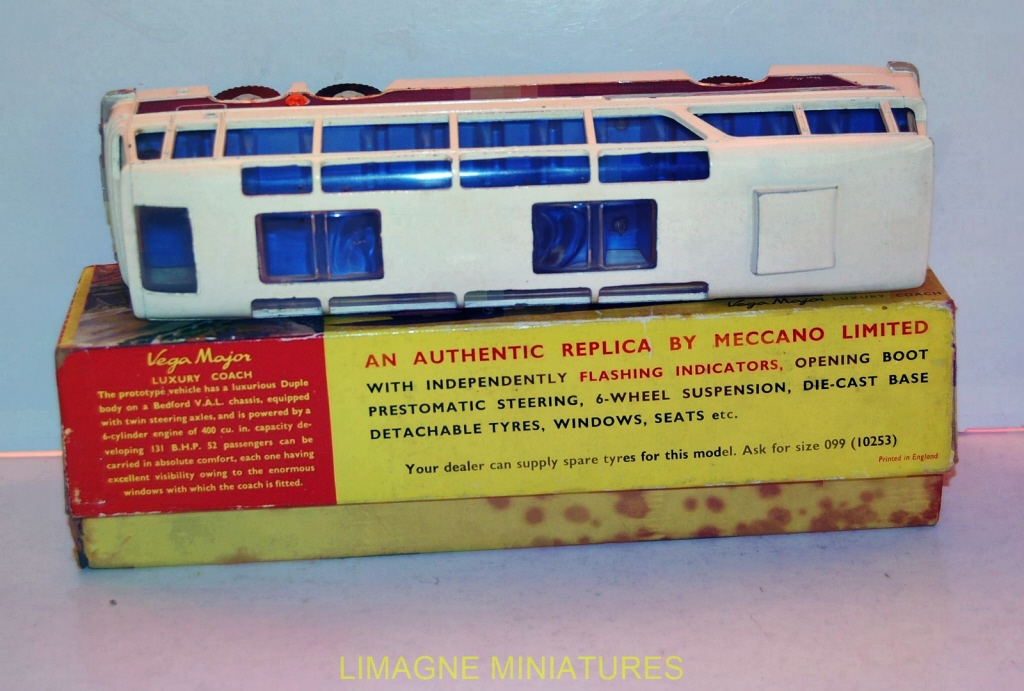 Vega Major LUXURY COACH
Vega Major
LUXURY COACH
The prototype vehicle has a luxurious Duple
body on a Bedford V.A.L. chassis, equipped
with twin steering axles, and is powered by a
6-cylinder engine of 400 cu. in. capacity de-
veloping 131 B.H.P. 52 passengers can be
carried in absolute comfort, each one having
excellent visibility owing to the enormous
windows with which the coach is fitted.
AN AUTHENTIC REPLICA BY MECCANO LIMITED
WITH INDEPENDENTLY FLASHING INDICATORS, OPENING BOOT
PRESTOMATIC STEERING, 6-WHEEL SUSPENSION, DIE-CAST BASE
DETACHABLE TYRES, WINDOWS, SEATS etc.
Your dealer can supply spare tyres for this model. Ask for size 099 (10253)
Printed in England
LIMAGNE MINIATURES